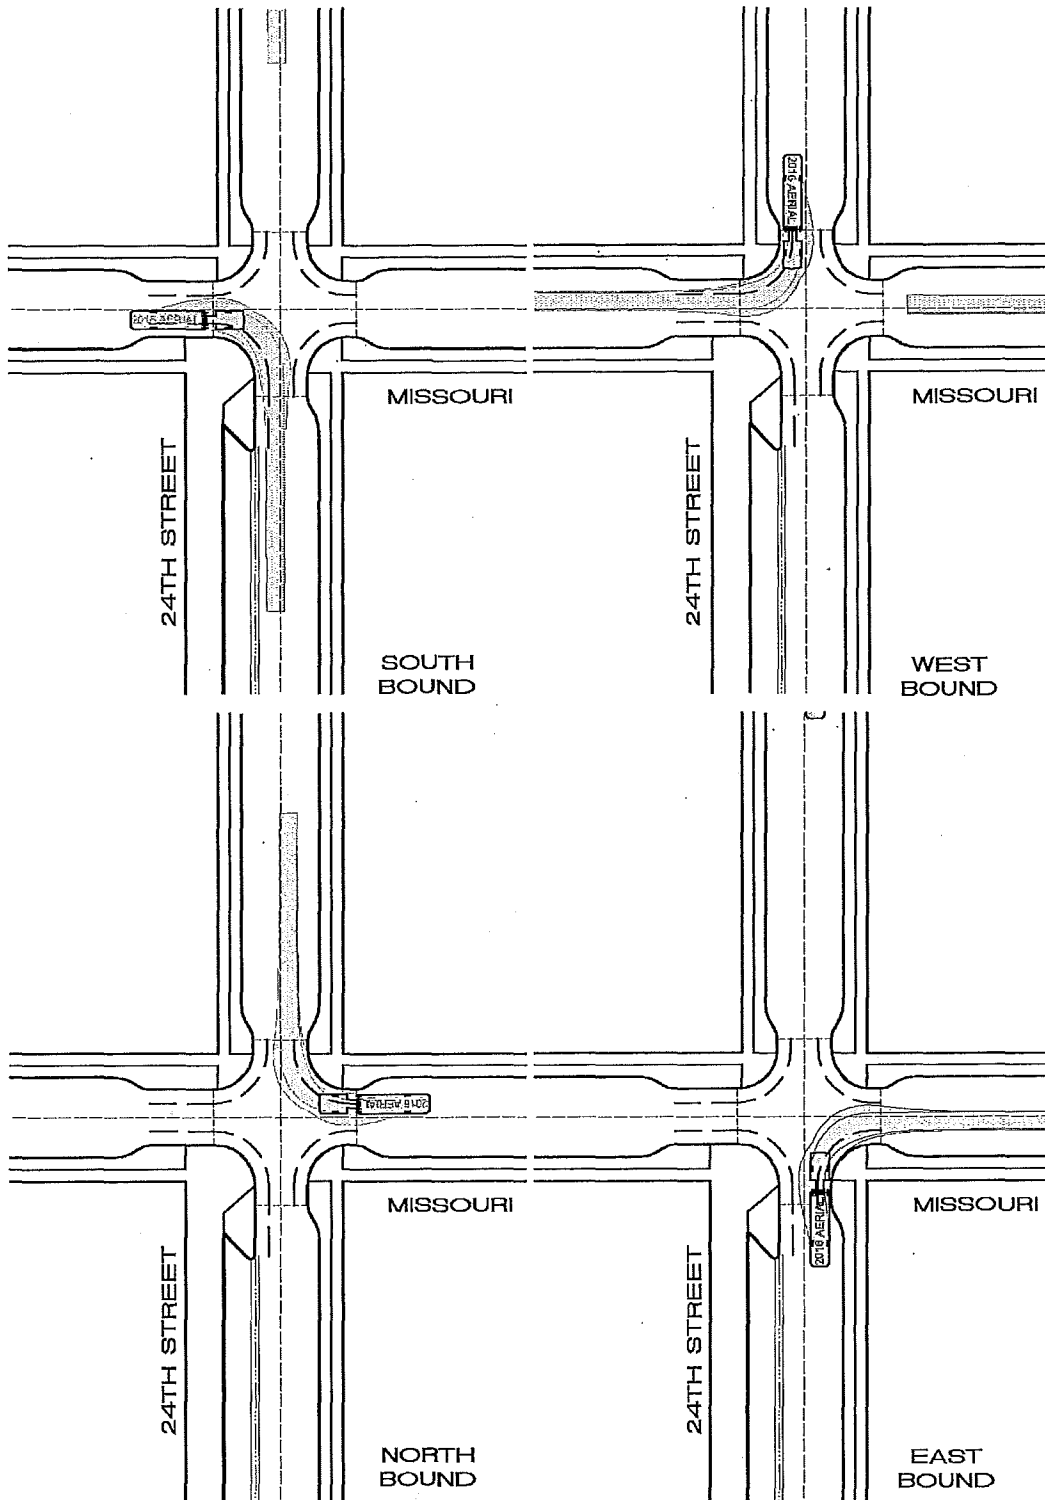 2016 AERIAL
2016 AERIAL
MISSOURI
MISSOURI
24TH STREET
24TH STREET
SOUTH
BOUND
WEST
BOUND
2016 AERIAL
2016 AERIAL
MISSOURI
MISSOURI
24TH STREET
24TH STREET
NORTH
BOUND
EAST
BOUND